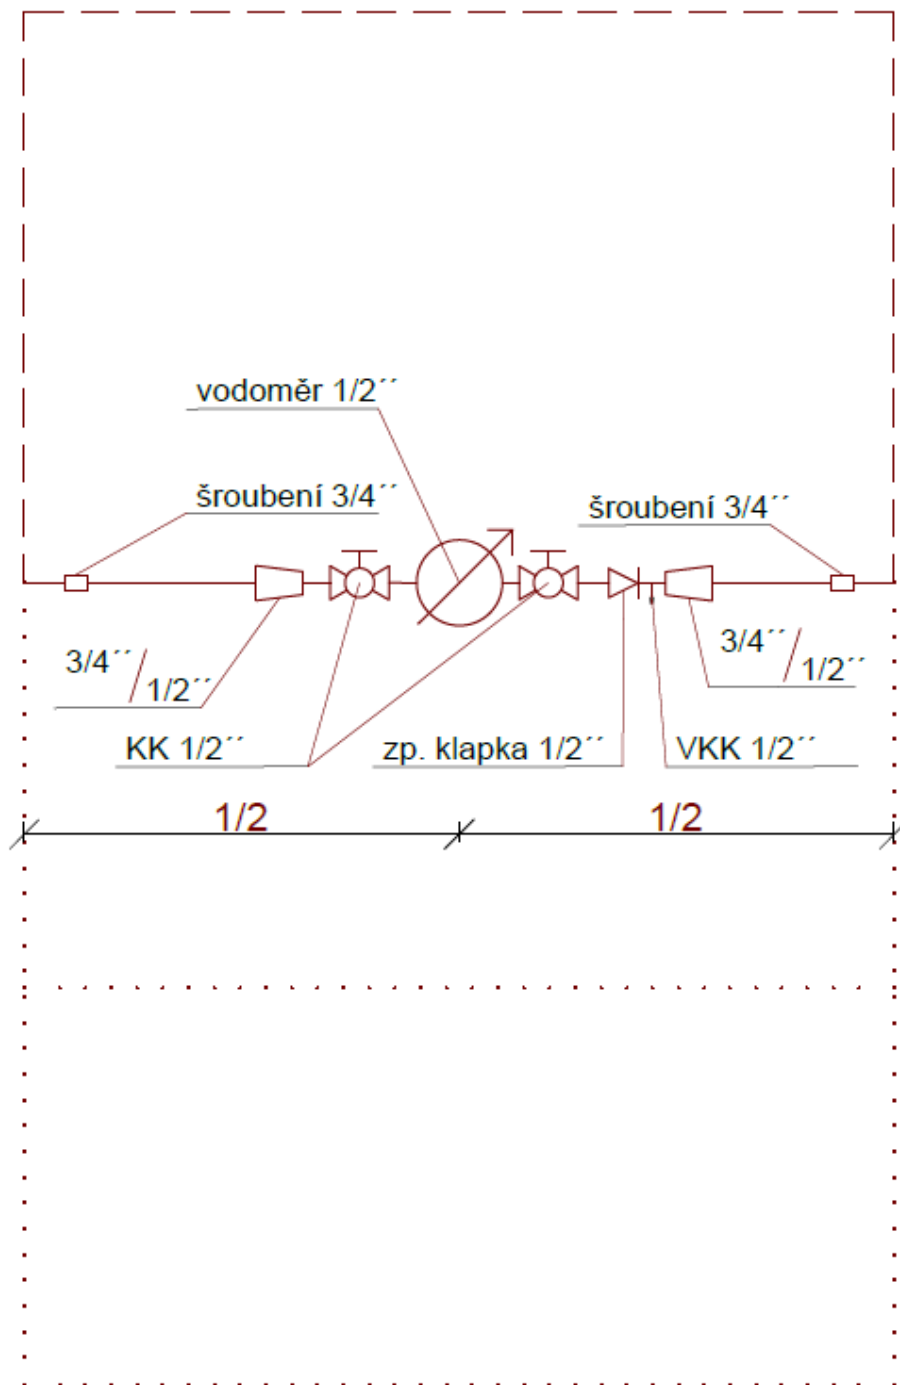 vodoměr 1/2´´
šroubení 3/4´´
šroubení 3/4´´
3/4´´/1/2´´
3/4´´/1/2´´
KK 1/2´´
zp. klapka 1/2´´
VKK 1/2´´
1/2
1/2